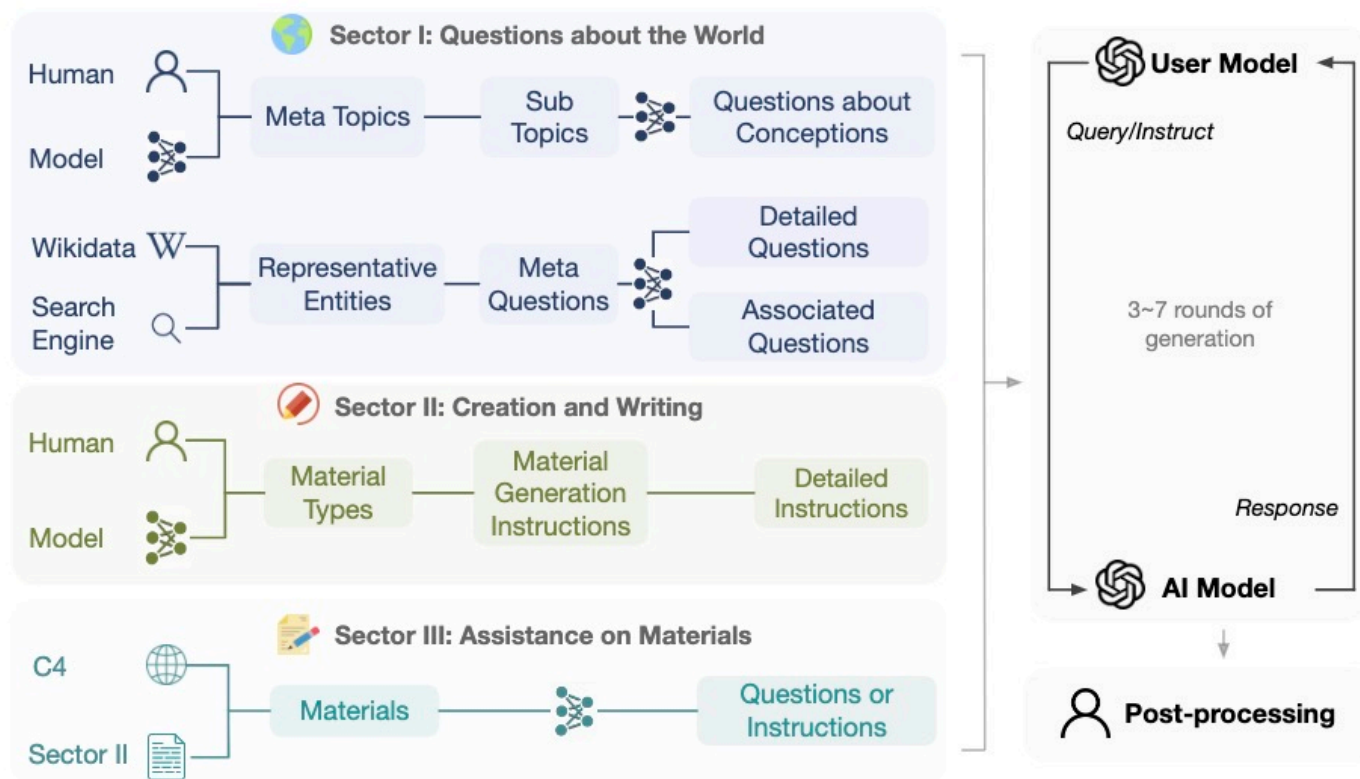 Sector I: Questions about the World
Human
Model
Meta Topics
Sub
Topics
Questions about
Conceptions
Wikidata
W
Search
Engine
Representative
Entities
Meta
Questions
Detailed
Questions
Associated
Questions
Sector II: Creation and Writing
Human
Model
Material
Types
Material
Generation
Instructions
Detailed
Instructions
Sector III: Assistance on Materials
C4
Sector II
Materials
Questions or
Instructions
User Model
Query/Instruct
3~7 rounds of
generation
Response
AI Model
Post-processing